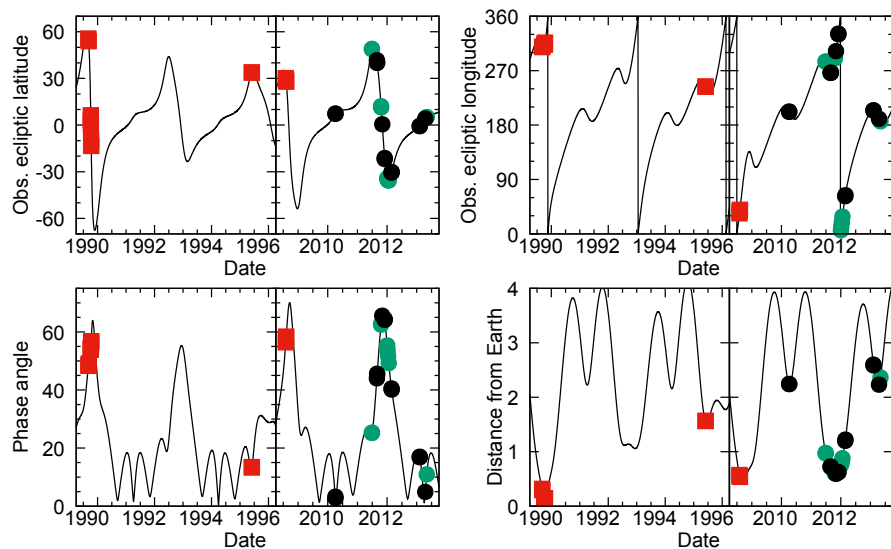 Obs. ecliptic latitude
60
30
0
-30
-60
1990 1992 1994 1996 2010 2012
Date
Obs. ecliptic longitude
360
270
180
90
0
1990 1992 1994 1996 2010 2012
Date
Phase angle
60
40
20
0
1990 1992 1994 1996 2010 2012
Date
Distance from Earth
4
3
2
1
0
1990 1992 1994 1996 2010 2012
Date